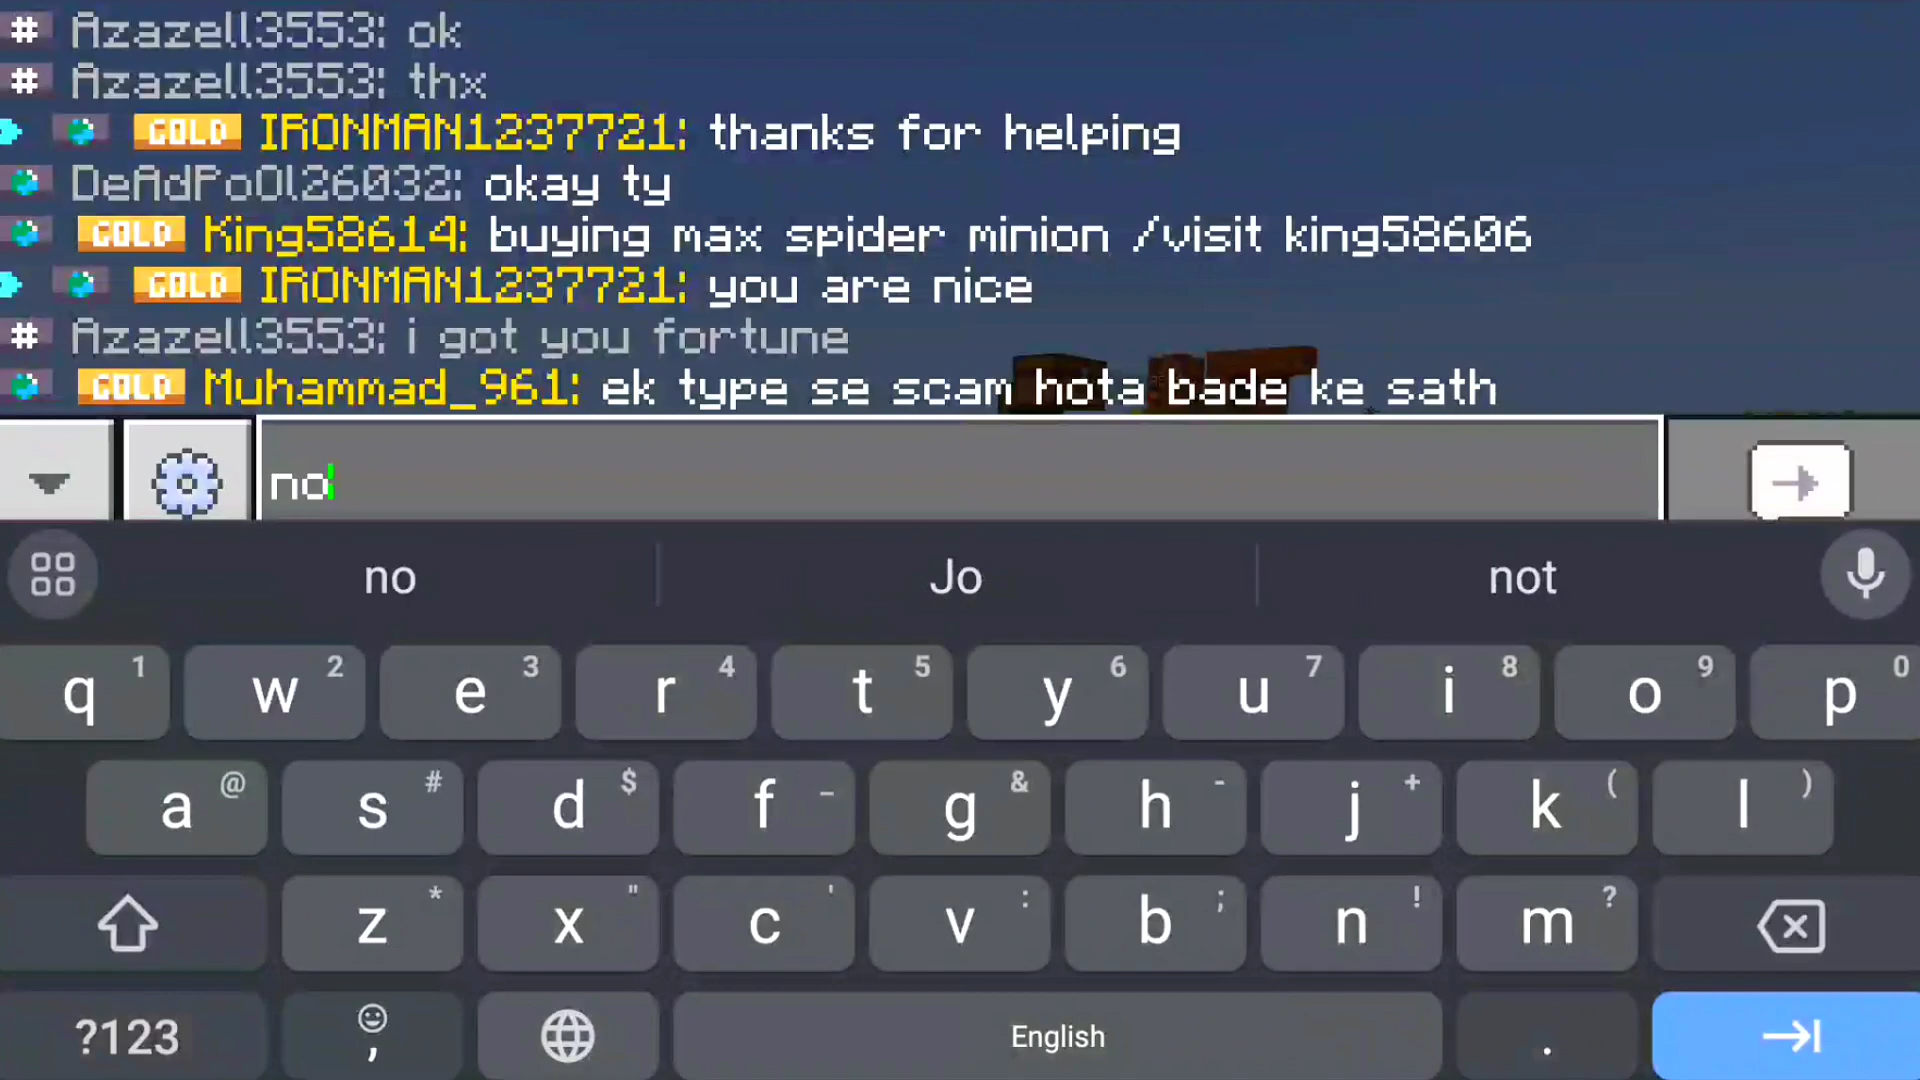 # Azazell3553: ok
# Azazell3553: thx
GOLD IRONMAN1237721: thanks for helping
DeAdPoOl26032: okay ty
GOLD King58614: buying max spider minion /visit king58606
GOLD IRONMAN1237721: you are nice
# Azazell3553: i got you fortune
GOLD Muhammad_961: ek type se scam hota bade ke sath
no
no Jo not
q 1 w 2 e 3 r 4 t 5 y 6 u 7 i 8 o 9 p 0
a @ s # d $ f _ g & h - j + k ( l )
z * x " c ' v : b ; n ! m ?
?123 , English .